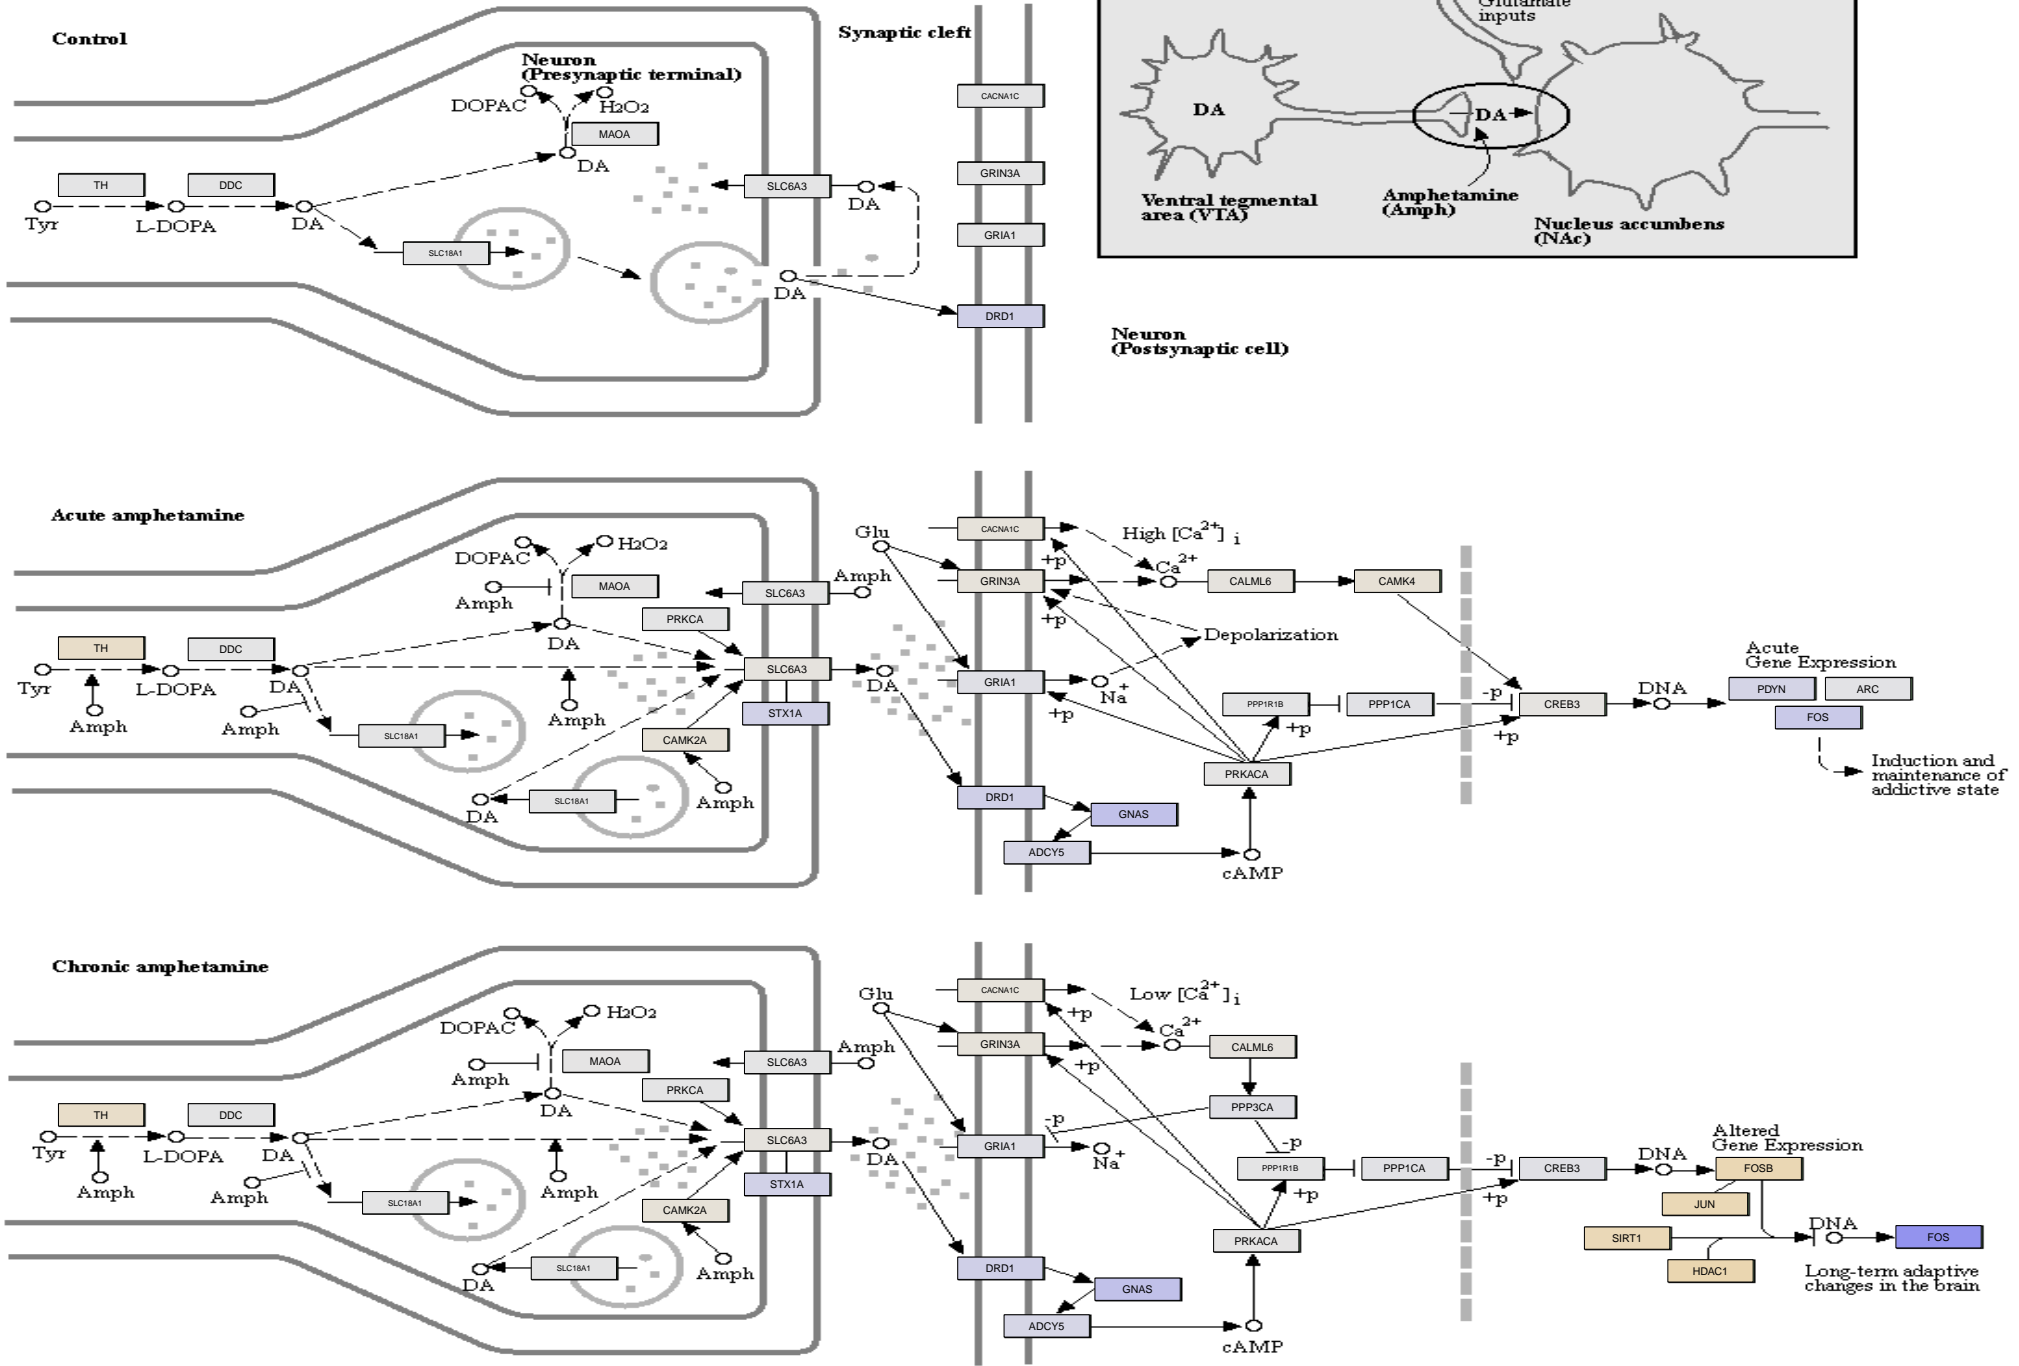 Control
Synaptic cleft
Neuron
(Presynaptic terminal)
DOPAC
H2O2
MAOA
DA
TH
DDC
Tyr
L-DOPA
DA
SLC18A1
SLC6A3
DA
DA
CACNA1C
GRIN3A
GRIA1
DRD1
Glutamate
inputs
DA
DA
Ventral tegmental
area (VTA)
Amphetamine
(Amph)
Nucleus accumbens
(NAc)
Neuron
(Postsynaptic cell)
Acute amphetamine
DOPAC
H2O2
Amph
MAOA
DA
TH
DDC
Tyr
L-DOPA
DA
Amph
Amph
Amph
SLC18A1
SLC6A3
Amph
PRKCA
SLC6A3
STX1A
CAMK2A
Amph
SLC18A1
DA
DA
Glu
CACNA1C
GRIN3A
GRIA1
DRD1
GNAS
ADCY5
cAMP
PRKACA
High [Ca2+] i
Ca2+
CALML6
CAMK4
+p
+p
+p
Depolarization
Na+
PPP1R1B
PPP1CA
+p
-p
+p
CREB3
DNA
Acute
Gene Expression
PDYN
ARC
FOS
Induction and
maintenance of
addictive state
Chronic amphetamine
DOPAC
H2O2
Amph
MAOA
DA
TH
DDC
Tyr
L-DOPA
DA
Amph
Amph
Amph
SLC18A1
SLC6A3
Amph
PRKCA
SLC6A3
STX1A
CAMK2A
Amph
SLC18A1
DA
DA
Glu
CACNA1C
GRIN3A
GRIA1
DRD1
GNAS
ADCY5
cAMP
PRKACA
Low [Ca2+] i
Ca2+
CALML6
PPP3CA
+p
+p
-p
-p
Na+
PPP1R1B
PPP1CA
+p
-p
+p
CREB3
DNA
Altered
Gene Expression
FOSB
JUN
SIRT1
HDAC1
DNA
FOS
Long-term adaptive
changes in the brain